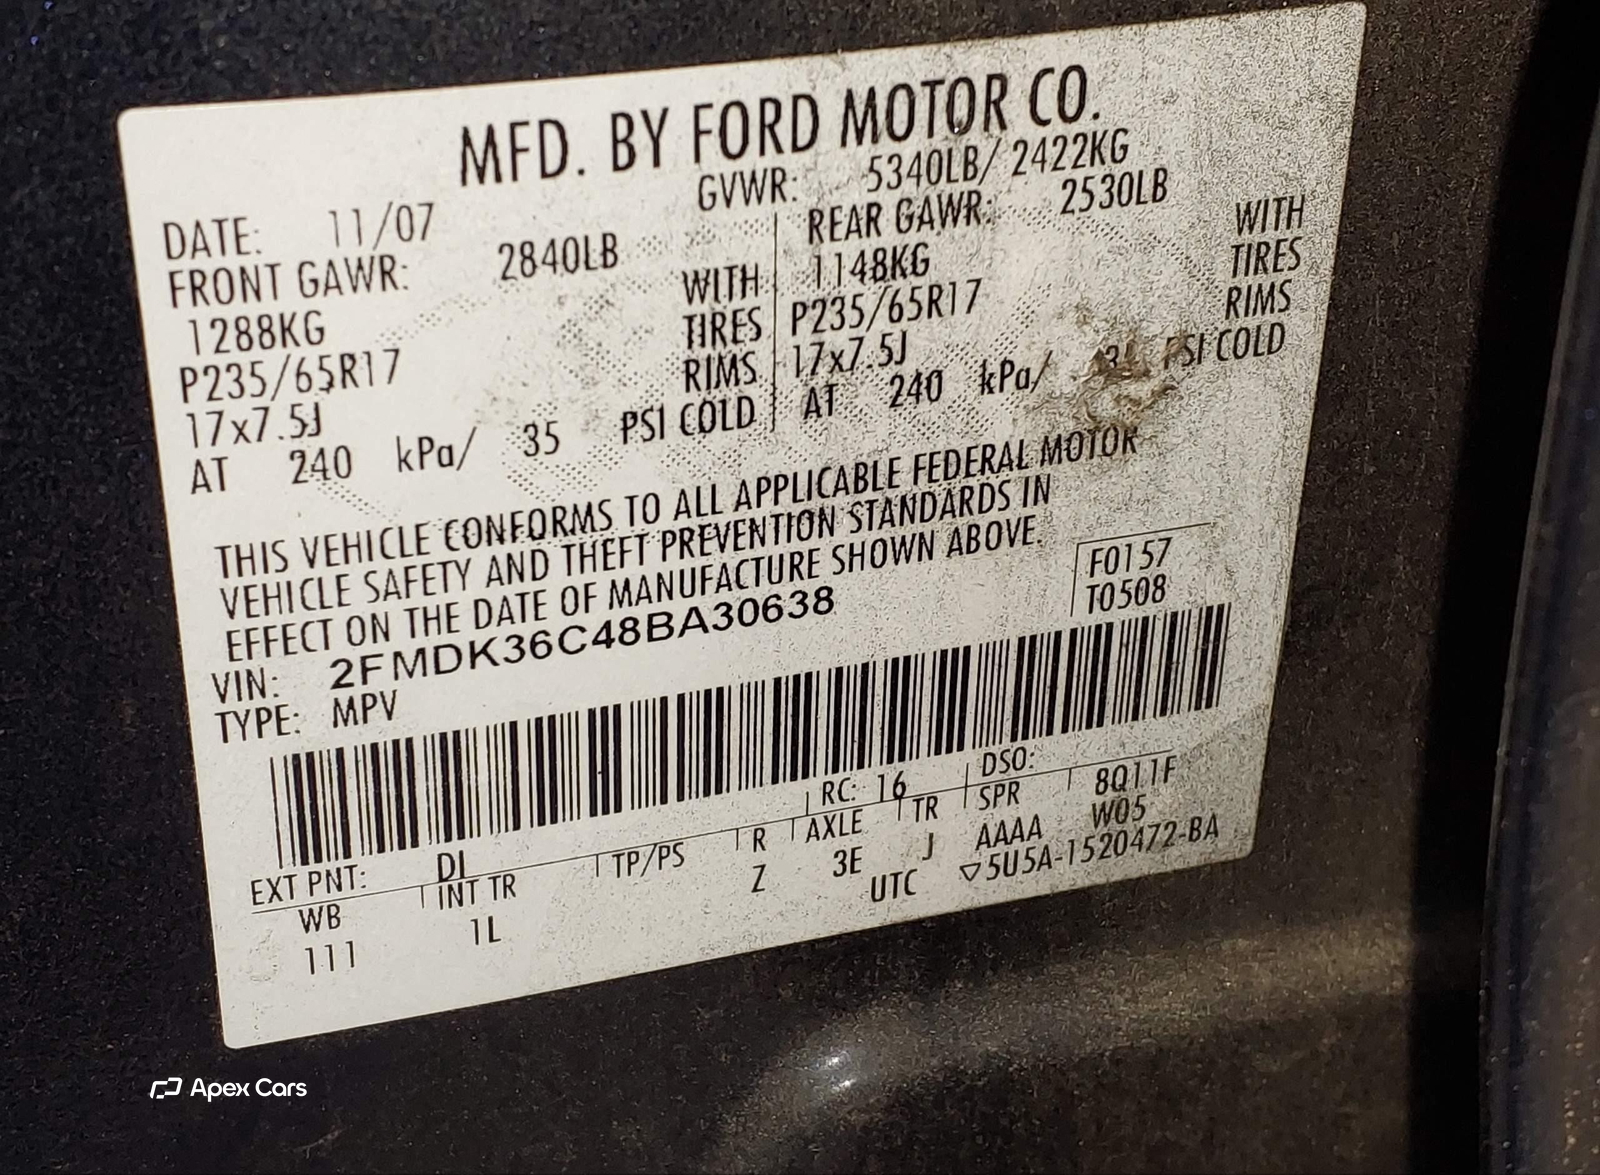 MFD. BY FORD MOTOR CO.
DATE: 11/07 GVWR: 5340LB/ 2422KG
FRONT GAWR: 2840LB REAR GAWR: 2530LB
1288KG WITH 1148KG WITH
P235/65R17 TIRES P235/65R17 TIRES
17x7.5J RIMS 17x7.5J RIMS
AT 240 kPa/ 35 PSI COLD AT 240 kPa/ PSI COLD
THIS VEHICLE CONFORMS TO ALL APPLICABLE FEDERAL MOTOR
VEHICLE SAFETY AND THEFT PREVENTION STANDARDS IN
EFFECT ON THE DATE OF MANUFACTURE SHOWN ABOVE.
F0157
T0508
VIN: 2FMDK36C48BA30638
TYPE: MPV
EXT PNT: DL RC: 16 DSO:
WB INT TR TP/PS R AXLE TR SPR 8Q11F
111 1L Z 3E J AAAA W05
UTC ▽5U5A-1520472-BA
Apex Cars